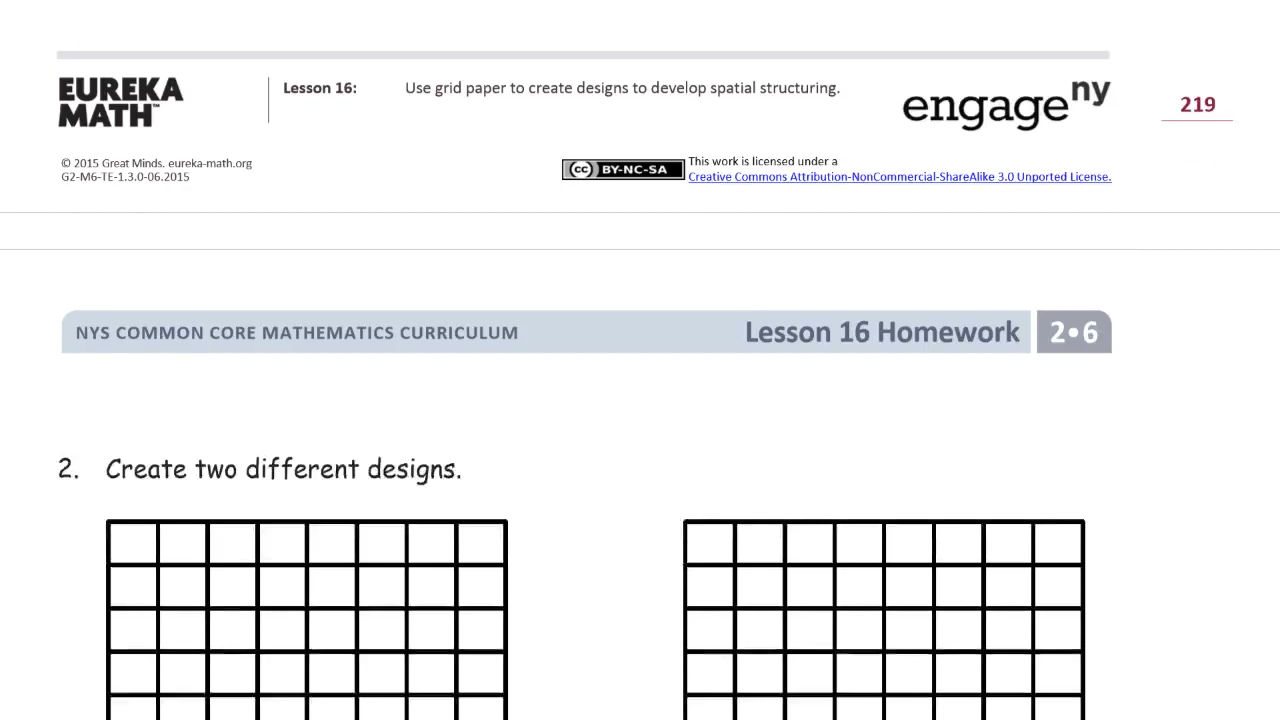 EUREKA
MATH™
Lesson 16: Use grid paper to create designs to develop spatial structuring.
engageny
219
© 2015 Great Minds. eureka-math.org
G2-M6-TE-1.3.0-06.2015
cc BY-NC-SA
This work is licensed under a
Creative Commons Attribution-NonCommercial-ShareAlike 3.0 Unported License.
NYS COMMON CORE MATHEMATICS CURRICULUM
Lesson 16 Homework 2•6
2. Create two different designs.